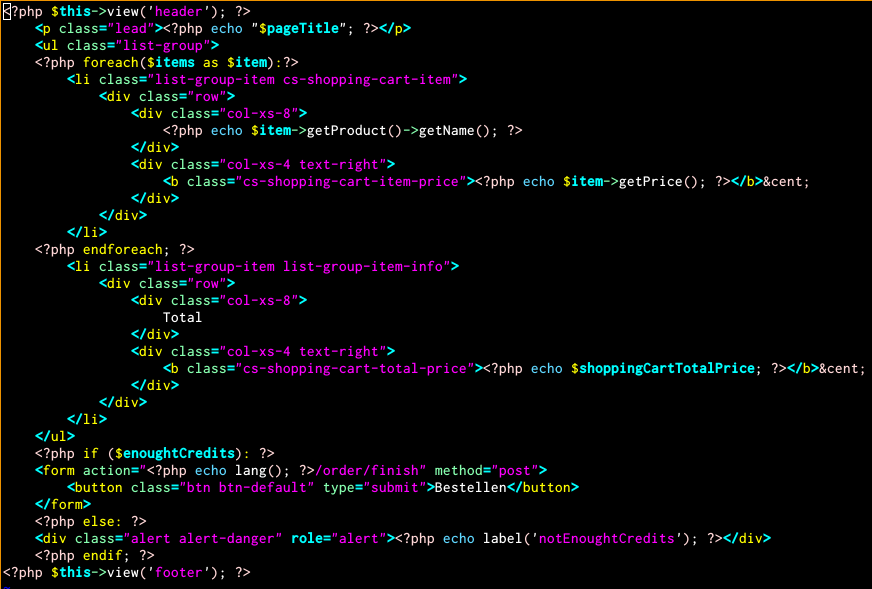 <?php $this->view('header'); ?>
    <p class="lead"><?php echo "$pageTitle"; ?></p>
    <ul class="list-group">
    <?php foreach($items as $item):?>
        <li class="list-group-item cs-shopping-cart-item">
            <div class="row">
                <div class="col-xs-8">
                    <?php echo $item->getProduct()->getName(); ?>
                </div>
                <div class="col-xs-4 text-right">
                    <b class="cs-shopping-cart-item-price"><?php echo $item->getPrice(); ?></b>&cent;
                </div>
            </div>
        </li>
    <?php endforeach; ?>
        <li class="list-group-item list-group-item-info">
            <div class="row">
                <div class="col-xs-8">
                    Total
                </div>
                <div class="col-xs-4 text-right">
                    <b class="cs-shopping-cart-total-price"><?php echo $shoppingCartTotalPrice; ?></b>&cent;
                </div>
            </div>
        </li>
    </ul>
    <?php if ($enoughtCredits): ?>
    <form action="<?php echo lang(); ?>/order/finish" method="post">
        <button class="btn btn-default" type="submit">Bestellen</button>
    </form>
    <?php else: ?>
    <div class="alert alert-danger" role="alert"><?php echo label('notEnoughtCredits'); ?></div>
    <?php endif; ?>
<?php $this->view('footer'); ?>